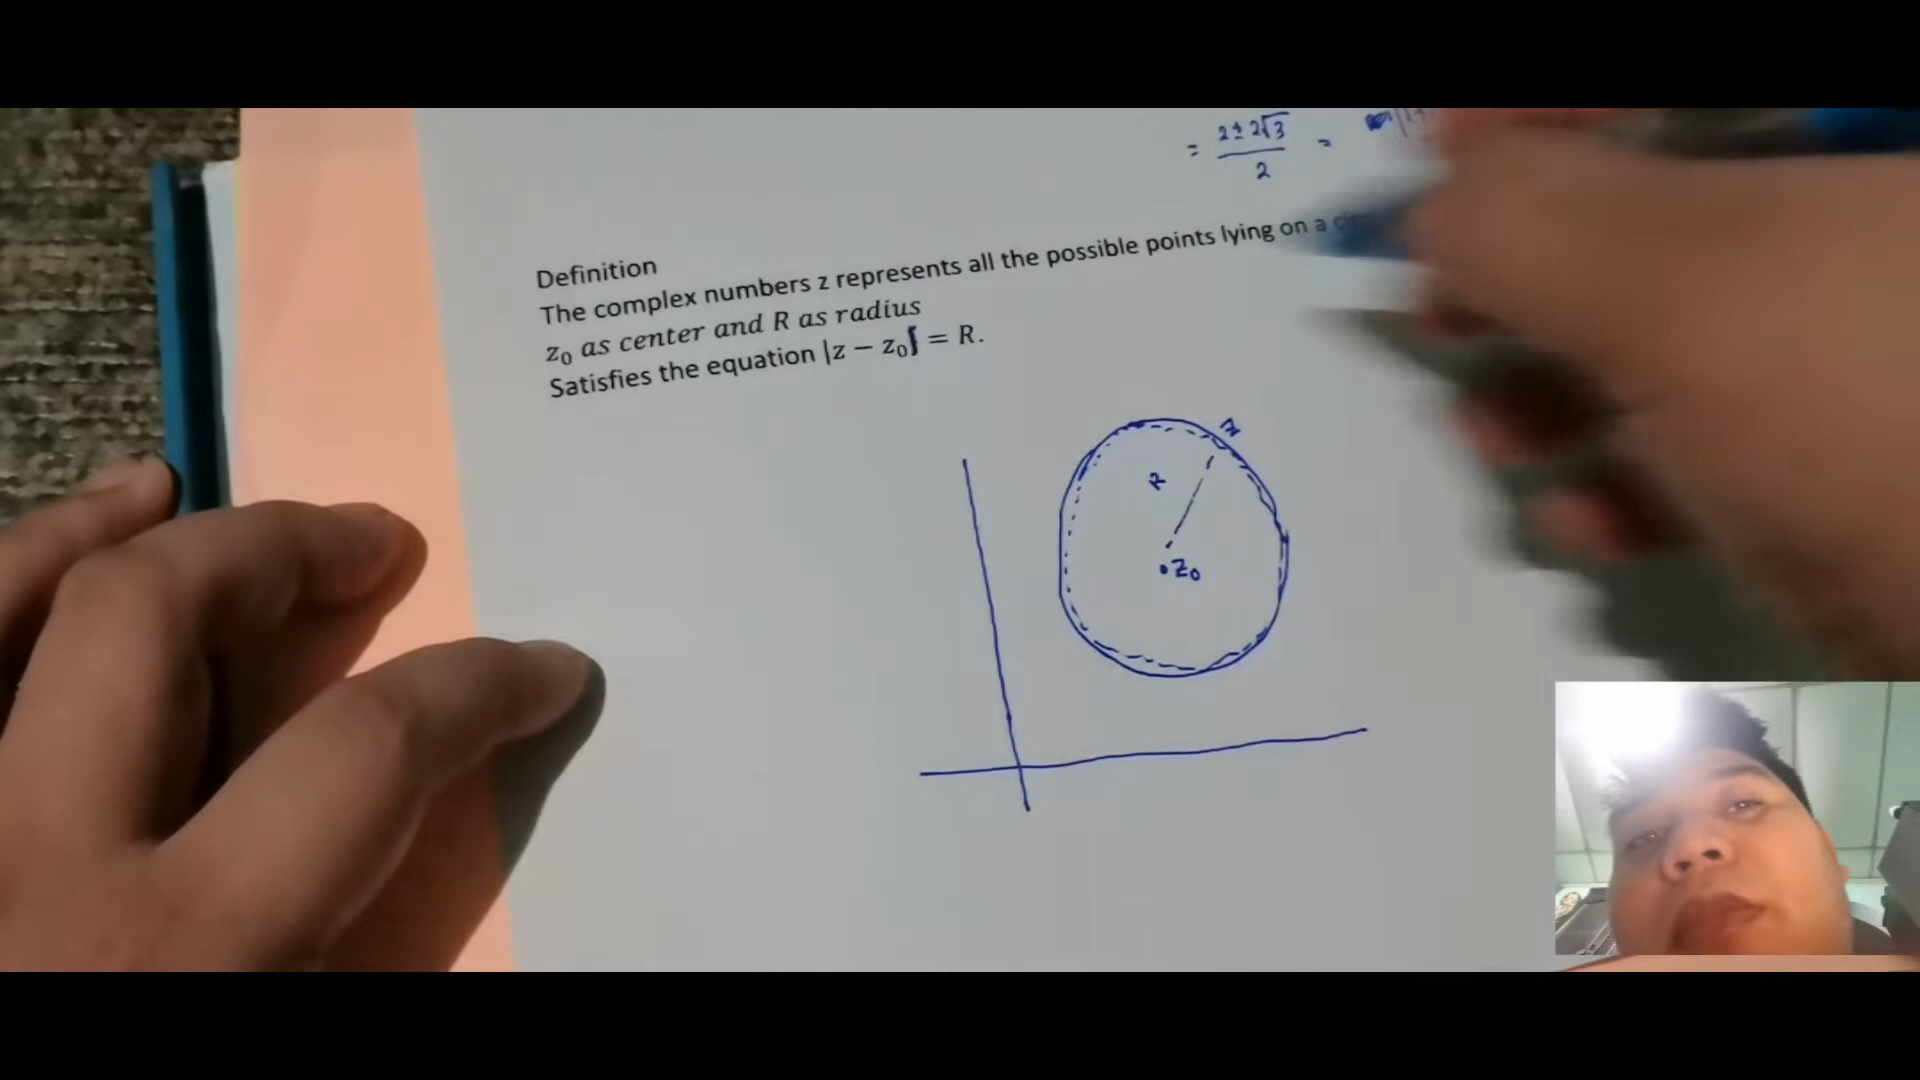 = 2 ± 2√3 / 2 =
Definition
The complex numbers z represents all the possible points lying on a
z₀ as center and R as radius
Satisfies the equation |z − z₀| = R.
z
R
z₀